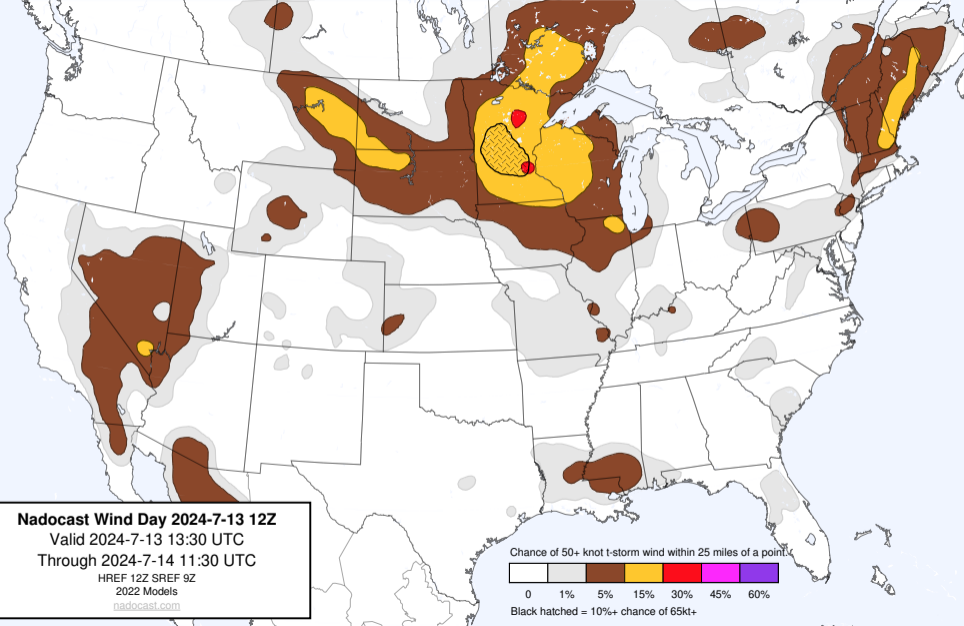 Nadocast Wind Day 2024-7-13 12Z
Valid 2024-7-13 13:30 UTC
Through 2024-7-14 11:30 UTC
HREF 12Z SREF 9Z
2022 Models
nadocast.com
Chance of 50+ knot t-storm wind within 25 miles of a point.
0 1% 5% 15% 30% 45% 60%
Black hatched = 10%+ chance of 65kt+